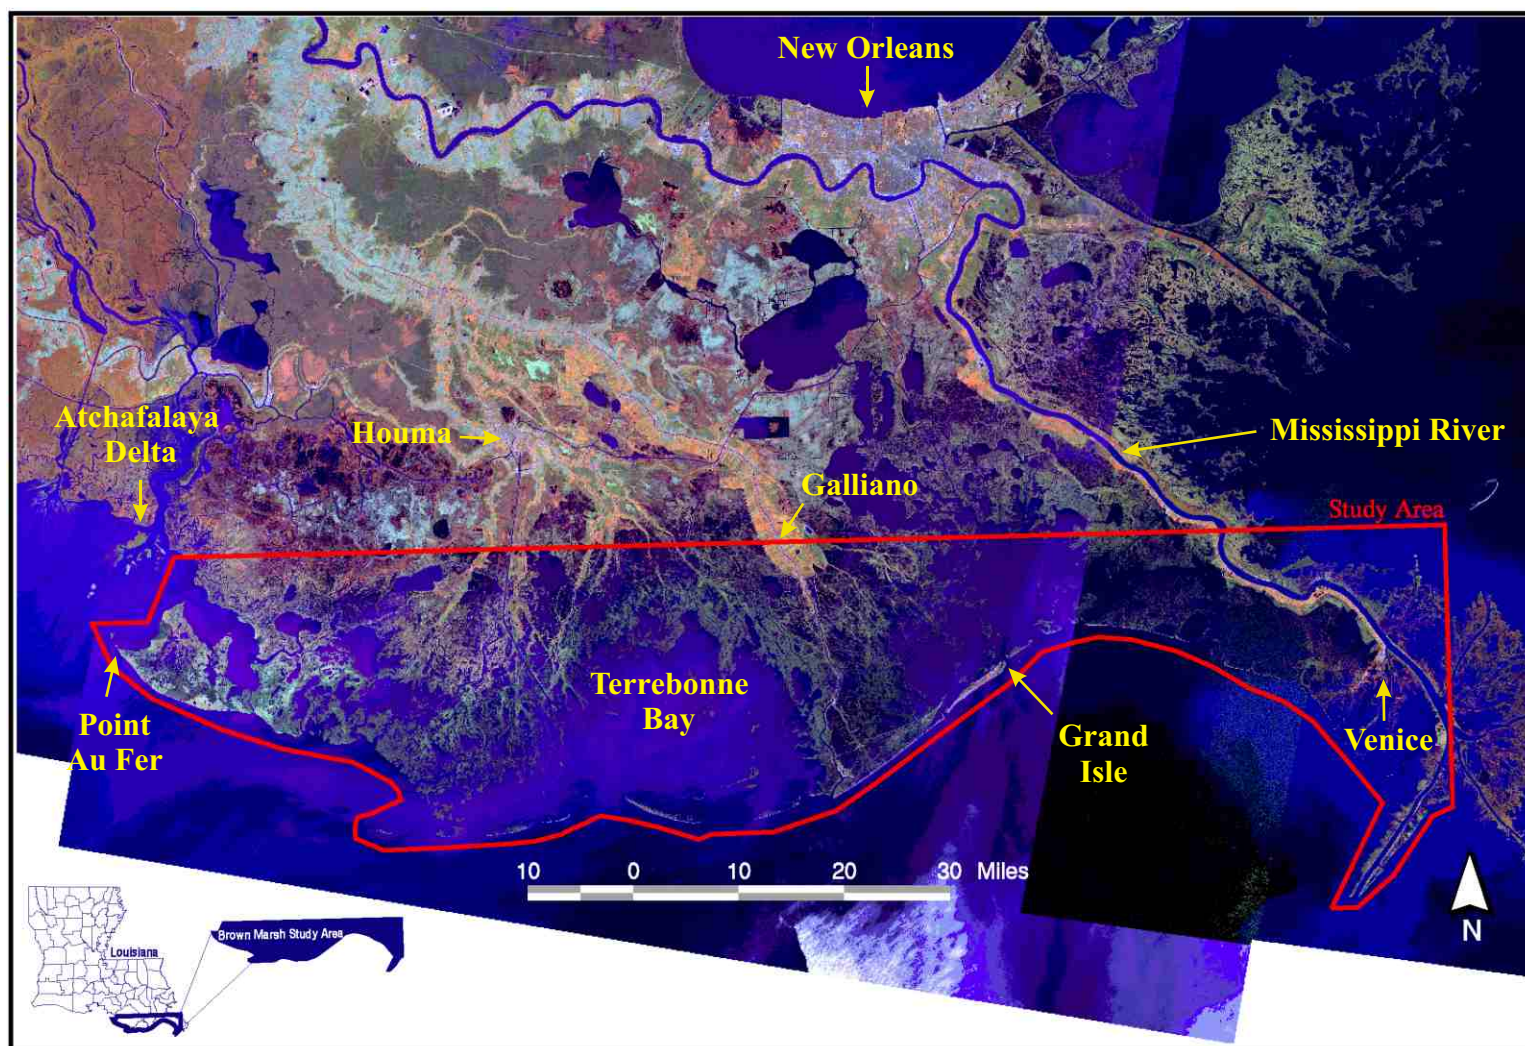 New Orleans
Atchafalaya
Delta
Houma
Mississippi River
Galliano
Study Area
Terrebonne
Bay
Point
Au Fer
Grand
Isle
Venice
10 0 10 20 30 Miles
N
Brown Marsh Study Area
Louisiana